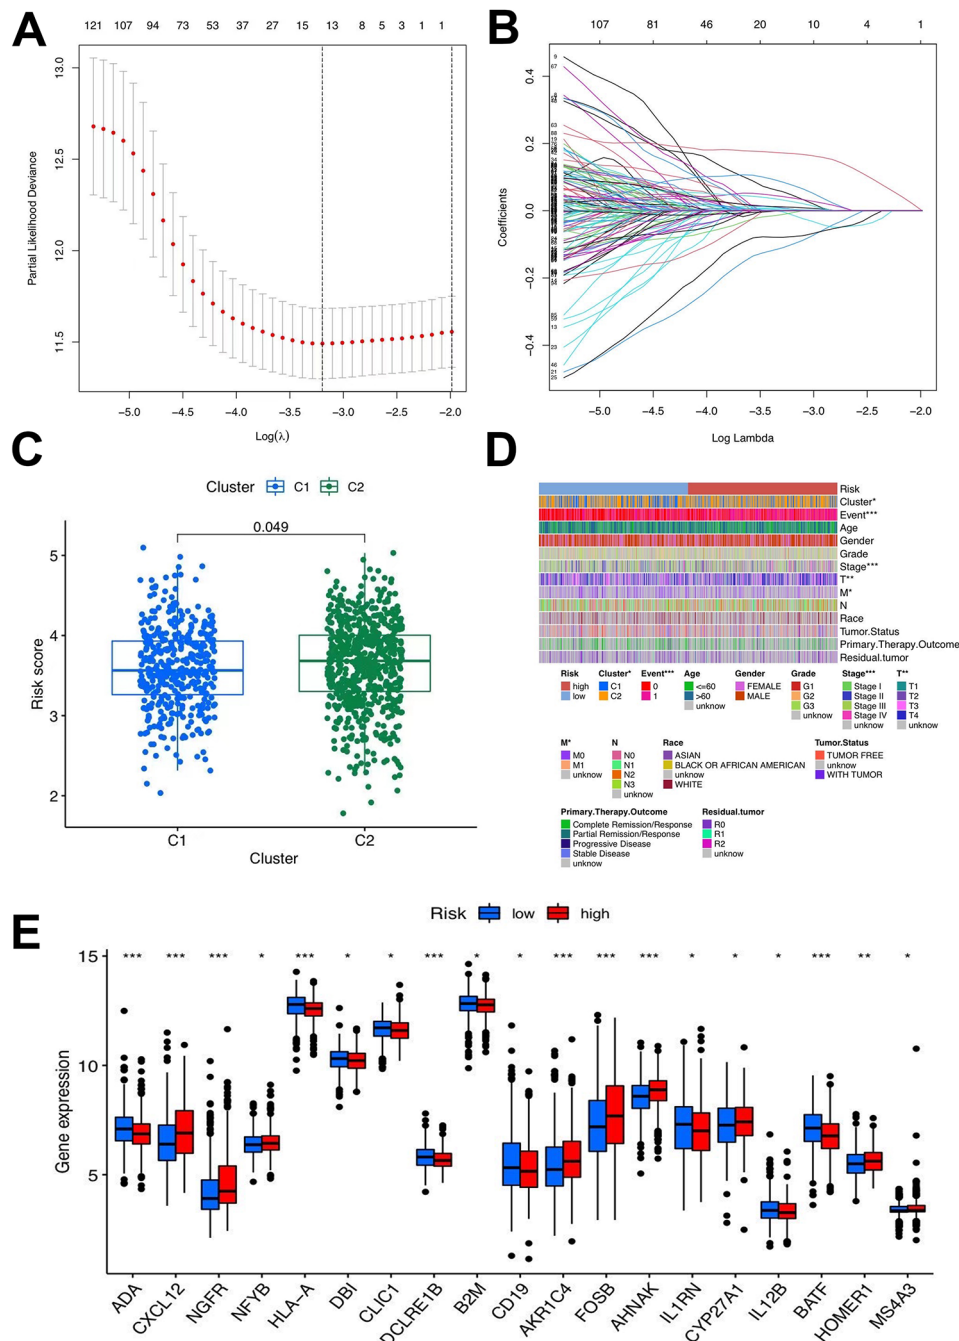 A
121 107 94 73 53 37 27 15 13 8 5 3 1 1
Partial Likelihood Deviance
13.0
12.5
12.0
11.5
−5.0 −4.5 −4.0 −3.5 −3.0 −2.5 −2.0
Log(λ)
B
107 81 46 20 10 4 1
Coefficients
0.4
0.2
0.0
−0.2
−0.4
9
67
63
88
13
23
46
21
25
−5.0 −4.5 −4.0 −3.5 −3.0 −2.5 −2.0
Log Lambda
C
Cluster C1 C2
0.049
Risk score
5
4
3
2
C1 C2
Cluster
D
Risk
Cluster*
Event***
Age
Gender
Grade
Stage***
T**
M*
N
Race
Tumor.Status
Primary.Therapy.Outcome
Residual.tumor
Risk Cluster* Event*** Age Gender Grade Stage*** T**
high C1 0 <=60 FEMALE G1 Stage I T1
low C2 1 >60 MALE G2 Stage II T2
unknow G3 Stage III T3
unknow Stage IV T4
unknow unknow
M* N Race Tumor.Status
M0 N0 ASIAN TUMOR FREE
M1 N1 BLACK OR AFRICAN AMERICAN unknow
unknow N2 unknow WITH TUMOR
N3 WHITE
unknow
Primary.Therapy.Outcome Residual.tumor
Complete Remission/Response R0
Partial Remission/Response R1
Progressive Disease R2
Stable Disease unknow
unknow
E
Risk low high
Gene expression
15
10
5
*** *** *** * *** * * *** * * *** *** *** * * * *** ** *
ADA CXCL12 NGFR NFYB HLA−A DBI CLIC1 DCLRE1B B2M CD19 AKR1C4 FOSB AHNAK IL1RN CYP27A1 IL12B BATF HOMER1 MS4A3